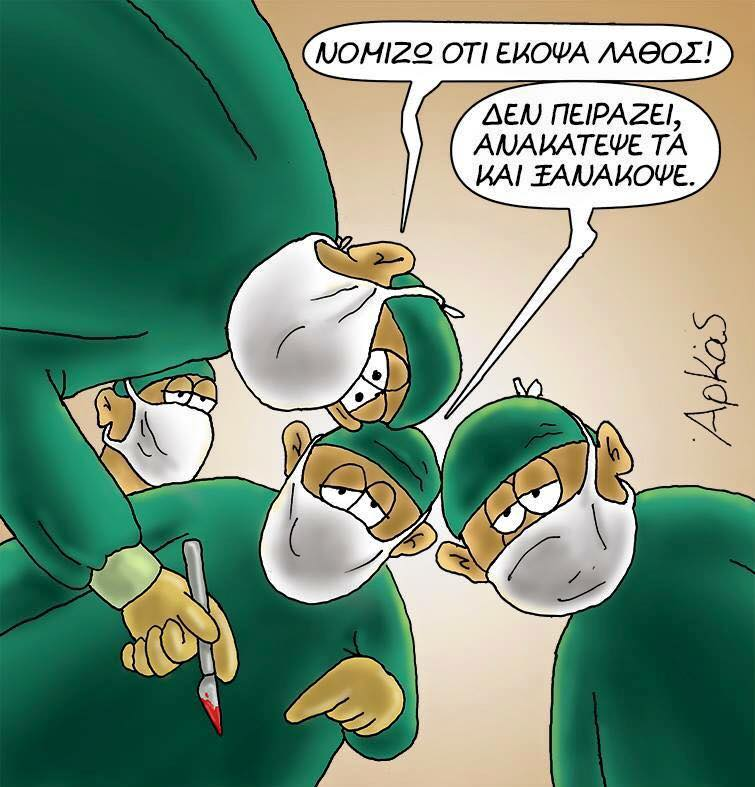 ΝΟΜΙΖΩ ΟΤΙ ΕΚΟΨΑ ΛΑΘΟΣ!
ΔΕΝ ΠΕΙΡΑΖΕΙ,
ΑΝΑΚΑΤΕΨΕ ΤΑ
ΚΑΙ ΞΑΝΑΚΟΨΕ.
Αρκάς